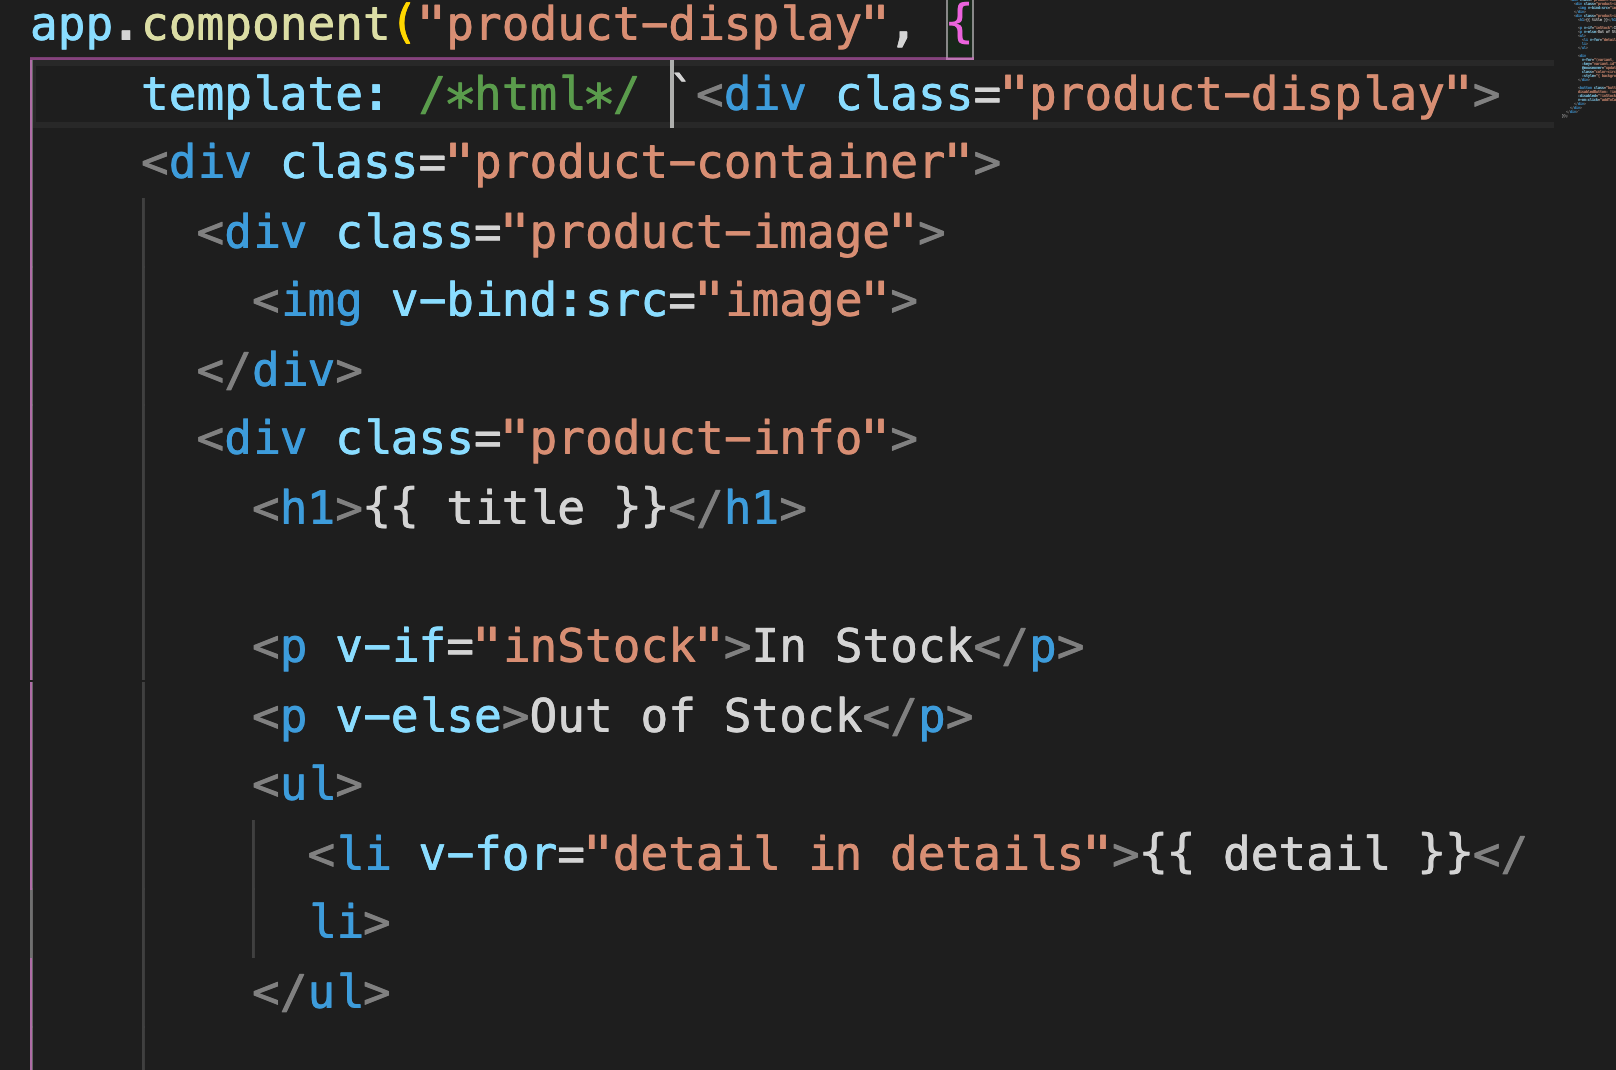 app.component("product-display", {
template: /*html*/ `<div class="product-display">
<div class="product-container">
<div class="product-image">
<img v-bind:src="image">
</div>
<div class="product-info">
<h1>{{ title }}</h1>
<p v-if="inStock">In Stock</p>
<p v-else>Out of Stock</p>
<ul>
<li v-for="detail in details">{{ detail }}</
li>
</ul>